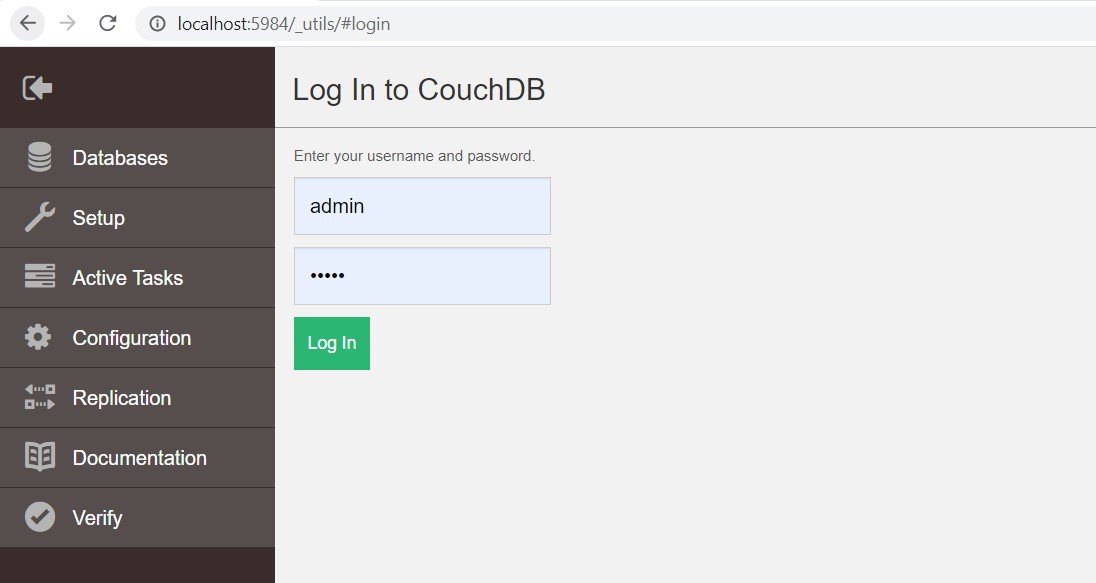 localhost:5984/_utils/#login
Log In to CouchDB
Databases
Setup
Active Tasks
Configuration
Replication
Documentation
Verify
Enter your username and password.
admin
•••••
Log In